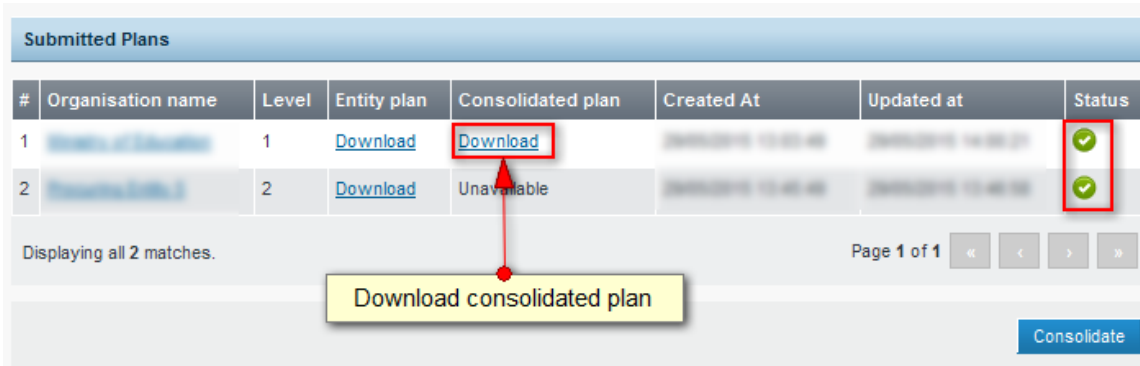 Submitted Plans
# Organisation name Level Entity plan Consolidated plan Created At Updated at Status
1 1 Download Download
2 2 Download Unavailable
Displaying all 2 matches. Page 1 of 1 « ‹ › »
Download consolidated plan
Consolidate